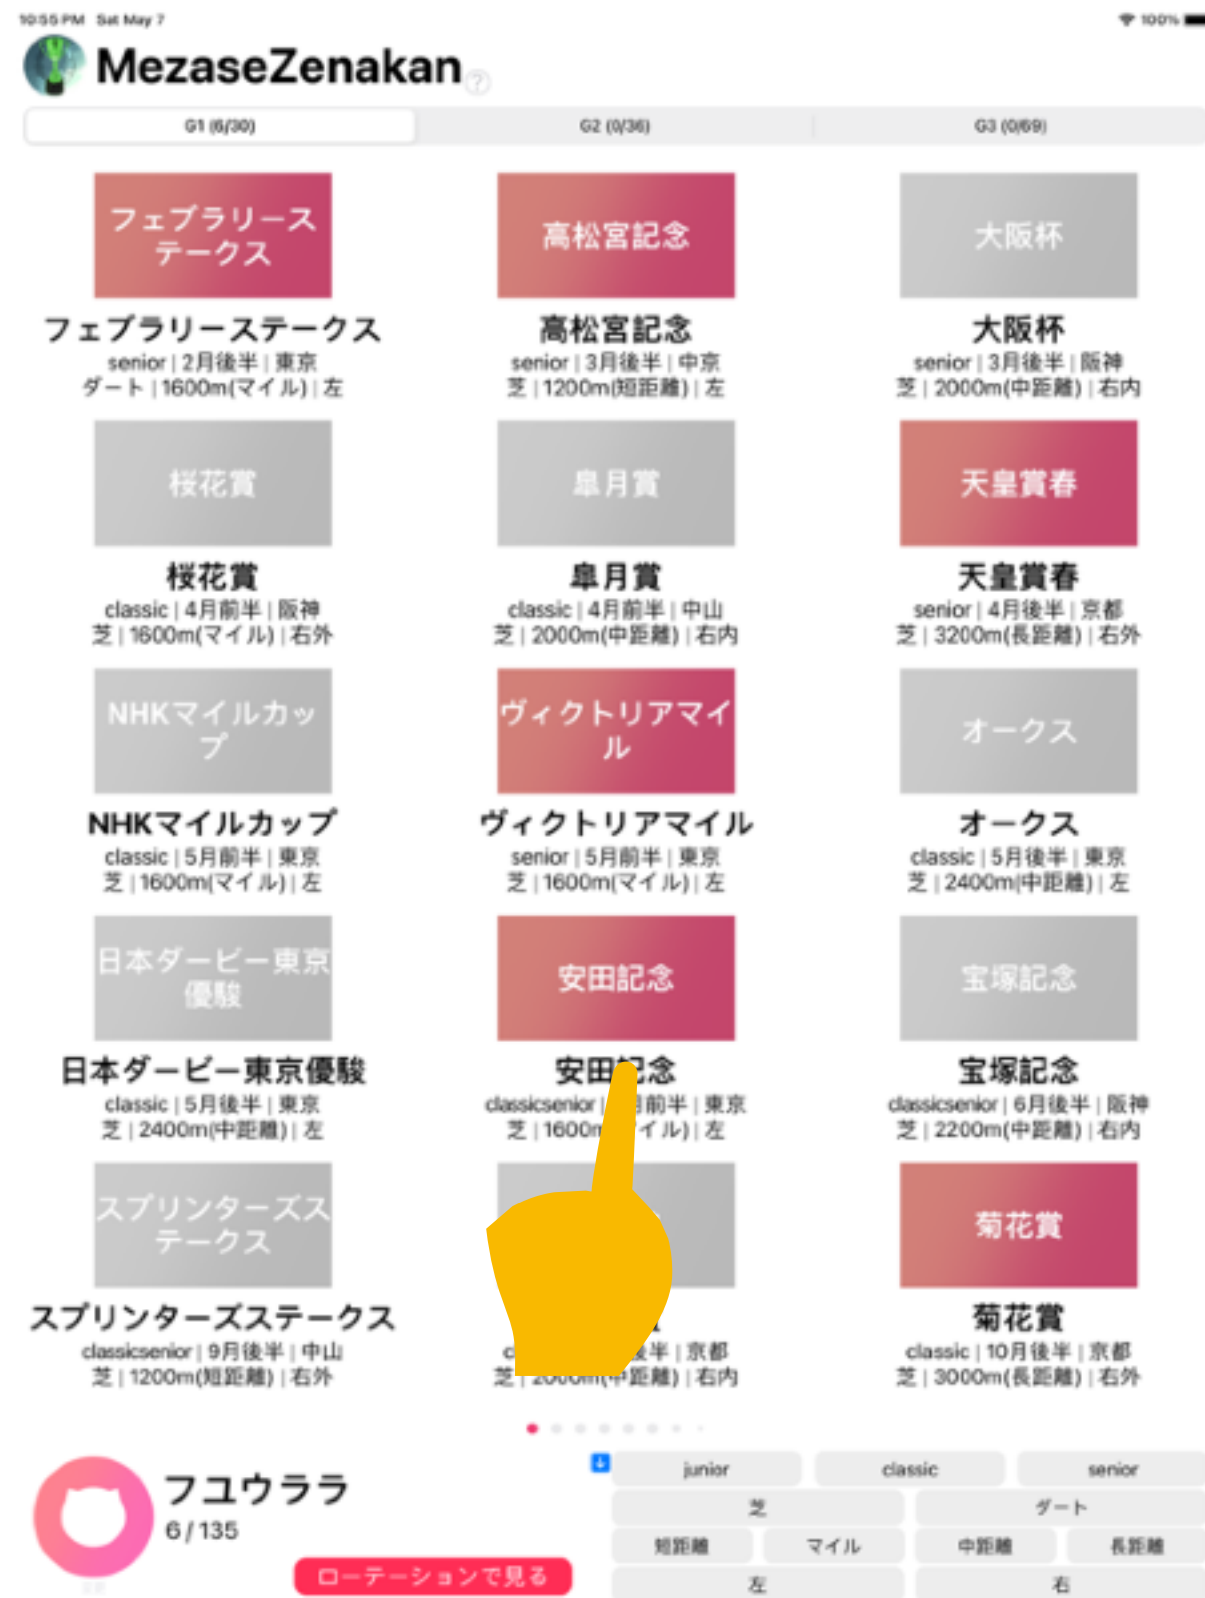 10:55 PM Sat May 7
100%
MezaseZenakan
?
G1 (6/30)
G2 (0/36)
G3 (0/69)
フェブラリース
テークス
高松宮記念
大阪杯
フェブラリーステークス
senior | 2月後半 | 東京
ダート | 1600m(マイル) | 左
高松宮記念
senior | 3月後半 | 中京
芝 | 1200m(短距離) | 左
大阪杯
senior | 3月後半 | 阪神
芝 | 2000m(中距離) | 右内
桜花賞
皐月賞
天皇賞春
桜花賞
classic | 4月前半 | 阪神
芝 | 1600m(マイル) | 右外
皐月賞
classic | 4月前半 | 中山
芝 | 2000m(中距離) | 右内
天皇賞春
senior | 4月後半 | 京都
芝 | 3200m(長距離) | 右外
NHKマイルカッ
プ
ヴィクトリアマイ
ル
オークス
NHKマイルカップ
classic | 5月前半 | 東京
芝 | 1600m(マイル) | 左
ヴィクトリアマイル
senior | 5月前半 | 東京
芝 | 1600m(マイル) | 左
オークス
classic | 5月後半 | 東京
芝 | 2400m(中距離) | 左
日本ダービー東京
優駿
安田記念
宝塚記念
日本ダービー東京優駿
classic | 5月後半 | 東京
芝 | 2400m(中距離) | 左
安田記念
classicsenior | 月前半 | 東京
芝 | 1600m イル) | 左
宝塚記念
classicsenior | 6月後半 | 阪神
芝 | 2200m(中距離) | 右内
スプリンターズス
テークス
菊花賞
スプリンターズステークス
classicsenior | 9月後半 | 中山
芝 | 1200m(短距離) | 右外
半 | 京都
芝 | 2000m(中距離) | 右内
菊花賞
classic | 10月後半 | 京都
芝 | 3000m(長距離) | 右外
フユウララ
6 / 135
ローテーションで見る
junior
classic
senior
芝
ダート
短距離
マイル
中距離
長距離
左
右